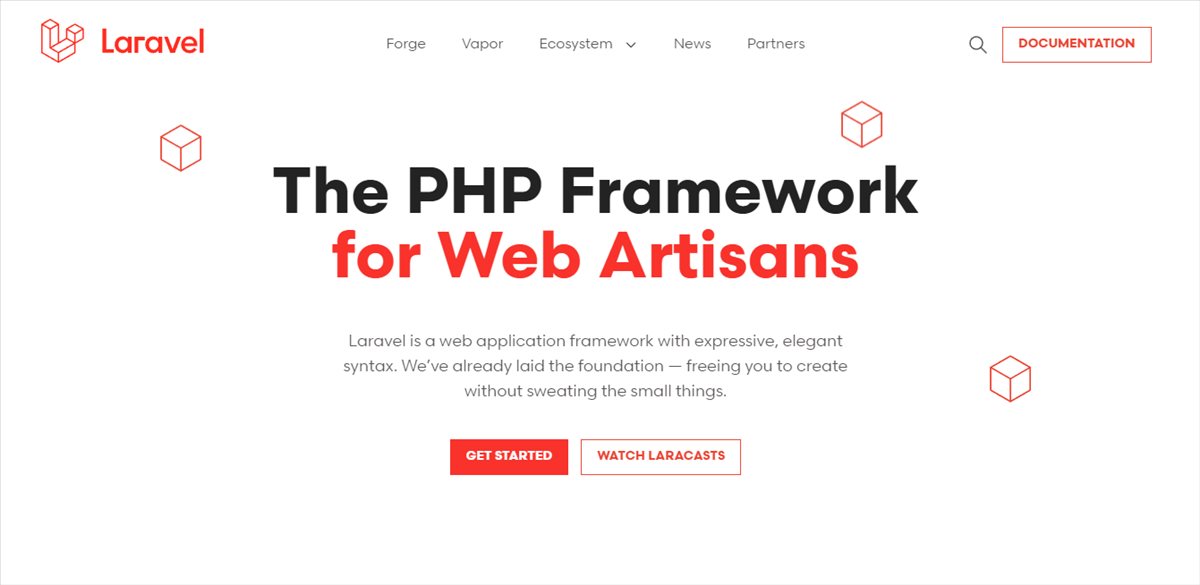 Laravel
Forge Vapor Ecosystem News Partners
DOCUMENTATION
The PHP Framework
for Web Artisans
Laravel is a web application framework with expressive, elegant
syntax. We’ve already laid the foundation — freeing you to create
without sweating the small things.
GET STARTED
WATCH LARACASTS